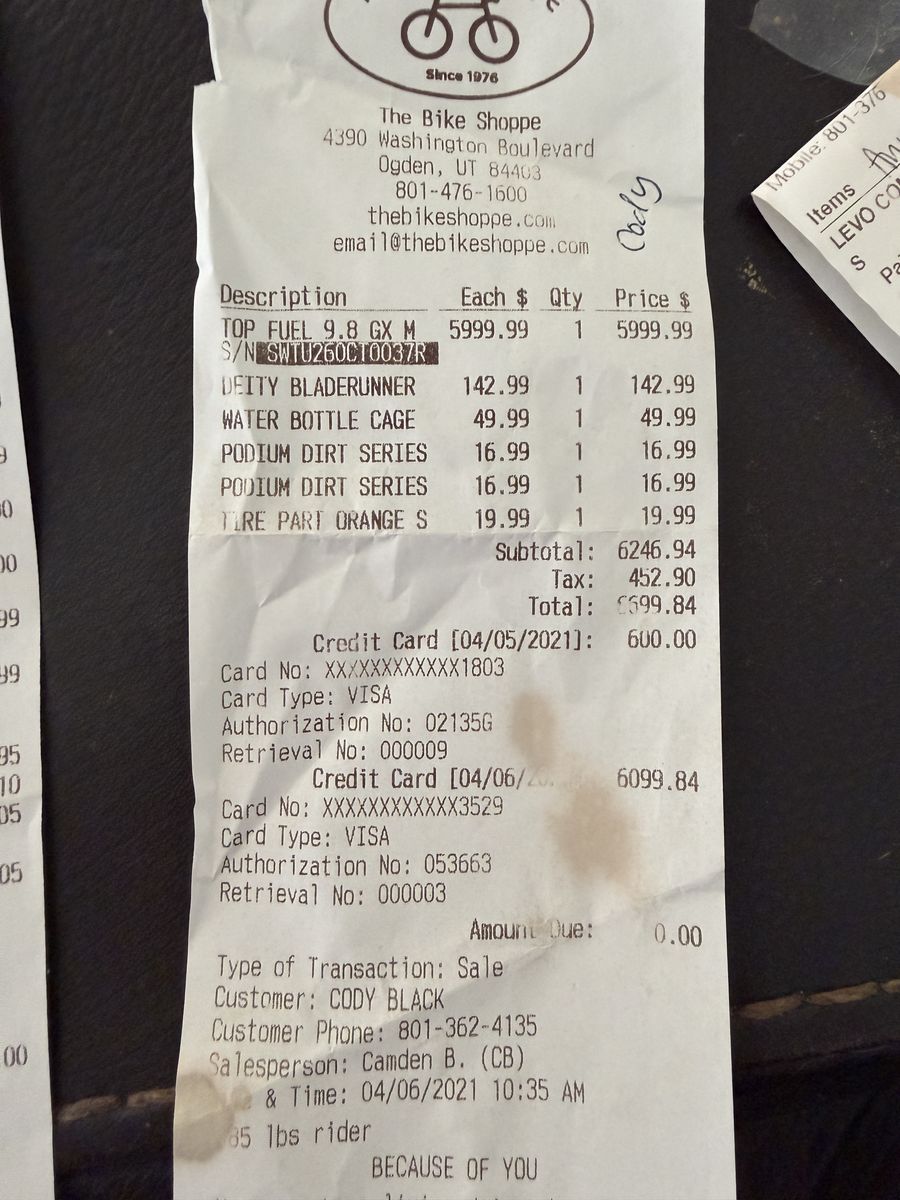 Since 1976
The Bike Shoppe
4390 Washington Boulevard
Ogden, UT 84403
801-476-1600
thebikeshoppe.com
email@thebikeshoppe.com
Cody
Description Each $ Qty Price $
TOP FUEL 9.8 GX M 5999.99 1 5999.99
S/N SWTU260CT0037R
DEITY BLADERUNNER 142.99 1 142.99
WATER BOTTLE CAGE 49.99 1 49.99
PODIUM DIRT SERIES 16.99 1 16.99
PODIUM DIRT SERIES 16.99 1 16.99
TIRE PART ORANGE S 19.99 1 19.99
Subtotal: 6246.94
Tax: 452.90
Total: 6699.84
Credit Card [04/05/2021]: 600.00
Card No: XXXXXXXXXXXX1803
Card Type: VISA
Authorization No: 02135G
Retrieval No: 000009
Credit Card [04/06/ 6099.84
Card No: XXXXXXXXXXXX3529
Card Type: VISA
Authorization No: 053663
Retrieval No: 000003
Amount Due: 0.00
Type of Transaction: Sale
Customer: CODY BLACK
Customer Phone: 801-362-4135
Salesperson: Camden B. (CB)
& Time: 04/06/2021 10:35 AM
lbs rider
BECAUSE OF YOU
Mobile: 801-376
Items
LEVO
S